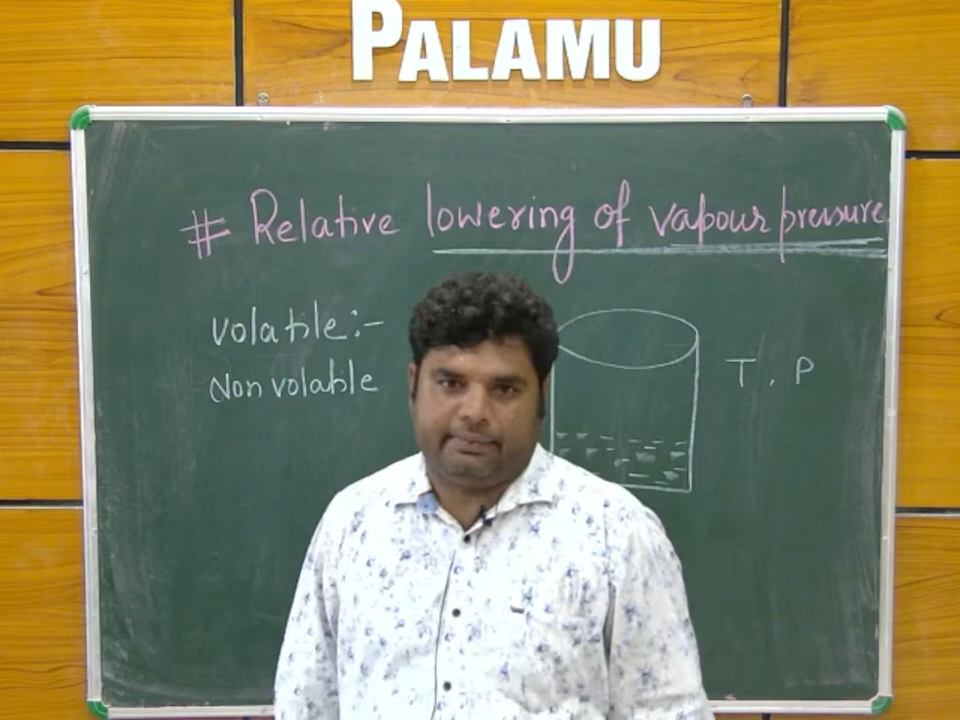 PALAMU
# Relative lowering of vapour pressure
volatile:-
Non volatile
T, P